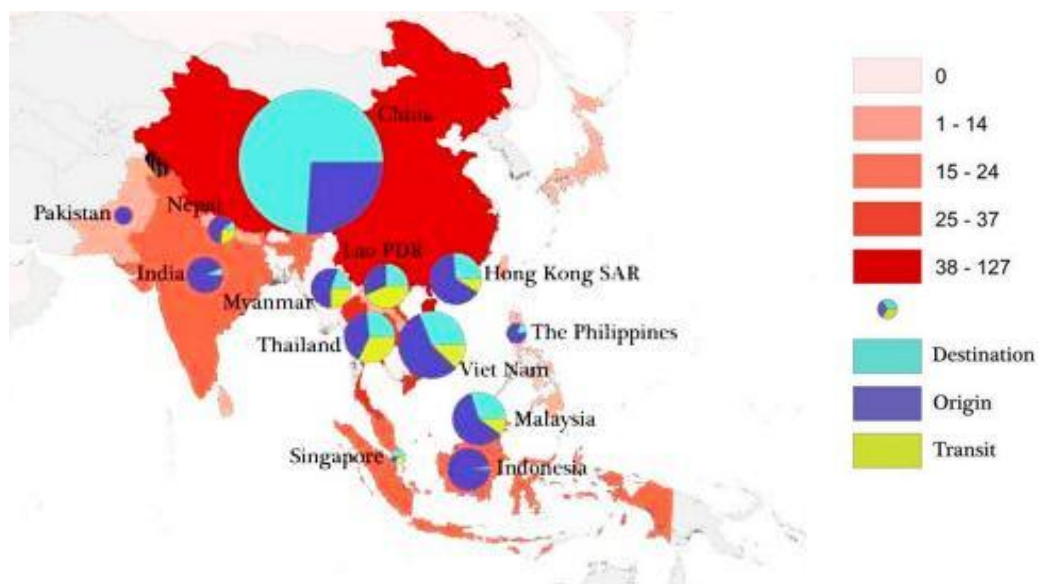 China
Pakistan
Nepal
Lao PDR
India
Hong Kong SAR
Myanmar
The Philippines
Thailand
Viet Nam
Malaysia
Singapore
Indonesia
0
1 - 14
15 - 24
25 - 37
38 - 127
Destination
Origin
Transit